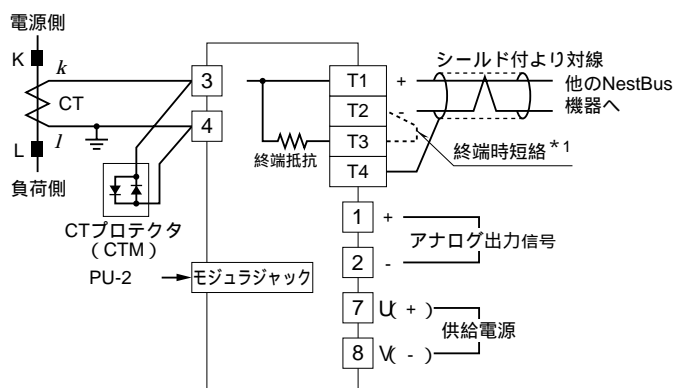 電源側
K
k
CT
l
L
負荷側
CTプロテクタ
（CTM）
PU-2
モジュラジャック
3
4
終端抵抗
T1
T2
T3
T4
+
-
シールド付より対線
他のNestBus
機器へ
終端時短絡*1
1 +
アナログ出力信号
2 -
7 U( + )
供給電源
8 V( - )